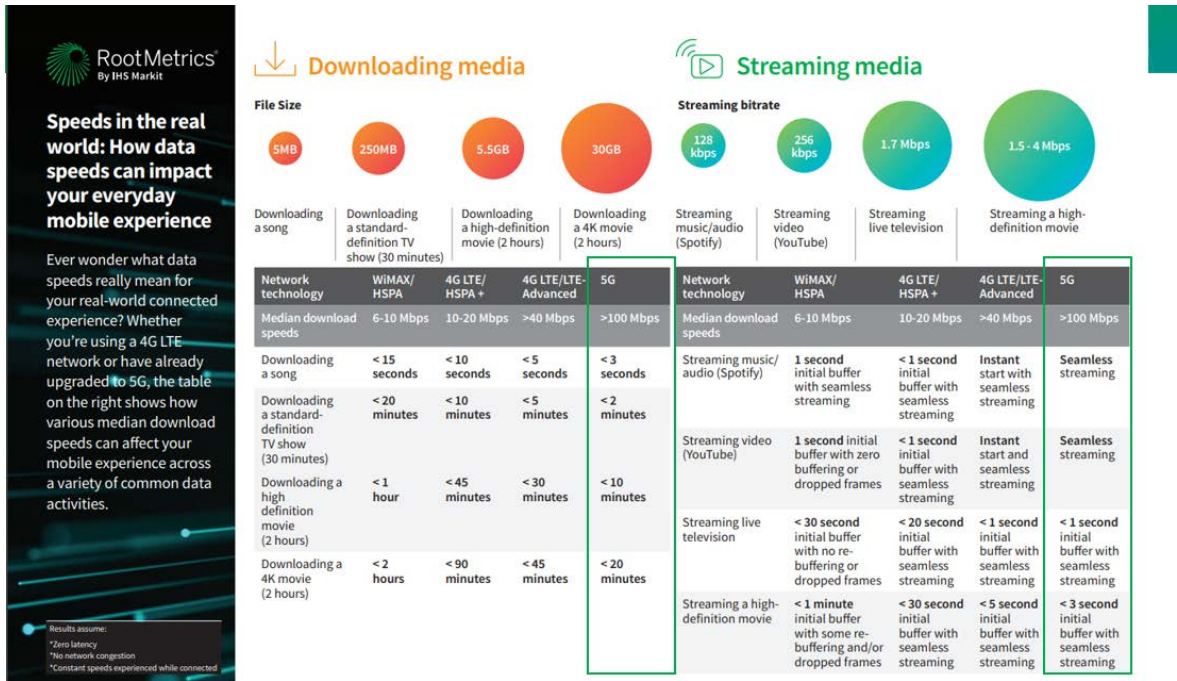 RootMetrics®
By IHS Markit
Speeds in the real
world: How data
speeds can impact
your everyday
mobile experience
Ever wonder what data
speeds really mean for
your real-world connected
experience? Whether
you're using a 4G LTE
network or have already
upgraded to 5G, the table
on the right shows how
various median download
speeds can affect your
mobile experience across
a variety of common data
activities.
Results assume:
*Zero latency
*No network congestion
*Constant speeds experienced while connected
Downloading media
File Size
5MB
250MB
5.5GB
30GB
Downloading
a song
Downloading
a standard-
definition TV
show (30 minutes)
Downloading
a high-definition
movie (2 hours)
Downloading
a 4K movie
(2 hours)
Network
technology
WiMAX/
HSPA
4G LTE/
HSPA +
4G LTE/LTE-
Advanced
5G
Median download
speeds
6-10 Mbps
10-20 Mbps
>40 Mbps
>100 Mbps
Downloading
a song
< 15
seconds
< 10
seconds
< 5
seconds
< 3
seconds
Downloading
a standard-
definition
TV show
(30 minutes)
< 20
minutes
< 10
minutes
< 5
minutes
< 2
minutes
Downloading a
high
definition
movie
(2 hours)
< 1
hour
< 45
minutes
< 30
minutes
< 10
minutes
Downloading a
4K movie
(2 hours)
< 2
hours
< 90
minutes
< 45
minutes
< 20
minutes
Streaming media
Streaming bitrate
128
kbps
256
kbps
1.7 Mbps
1.5 - 4 Mbps
Streaming
music/audio
(Spotify)
Streaming
video
(YouTube)
Streaming
live television
Streaming a high-
definition movie
Network
technology
WiMAX/
HSPA
4G LTE/
HSPA +
4G LTE/LTE-
Advanced
5G
Median download
speeds
6-10 Mbps
10-20 Mbps
>40 Mbps
>100 Mbps
Streaming music/
audio (Spotify)
1 second
initial buffer
with seamless
streaming
< 1 second
initial
buffer with
seamless
streaming
Instant
start with
seamless
streaming
Seamless
streaming
Streaming video
(YouTube)
1 second initial
buffer with zero
buffering or
dropped frames
< 1 second
initial
buffer with
seamless
streaming
Instant
start and
seamless
streaming
Seamless
streaming
Streaming live
television
< 30 second
initial buffer
with no re-
buffering or
dropped frames
< 20 second
initial
buffer with
seamless
streaming
< 1 second
initial
buffer with
seamless
streaming
< 1 second
initial
buffer with
seamless
streaming
Streaming a high-
definition movie
< 1 minute
initial buffer
with some re-
buffering and/or
dropped frames
< 30 second
initial
buffer with
seamless
streaming
< 5 second
initial
buffer with
seamless
streaming
< 3 second
initial
buffer with
seamless
streaming